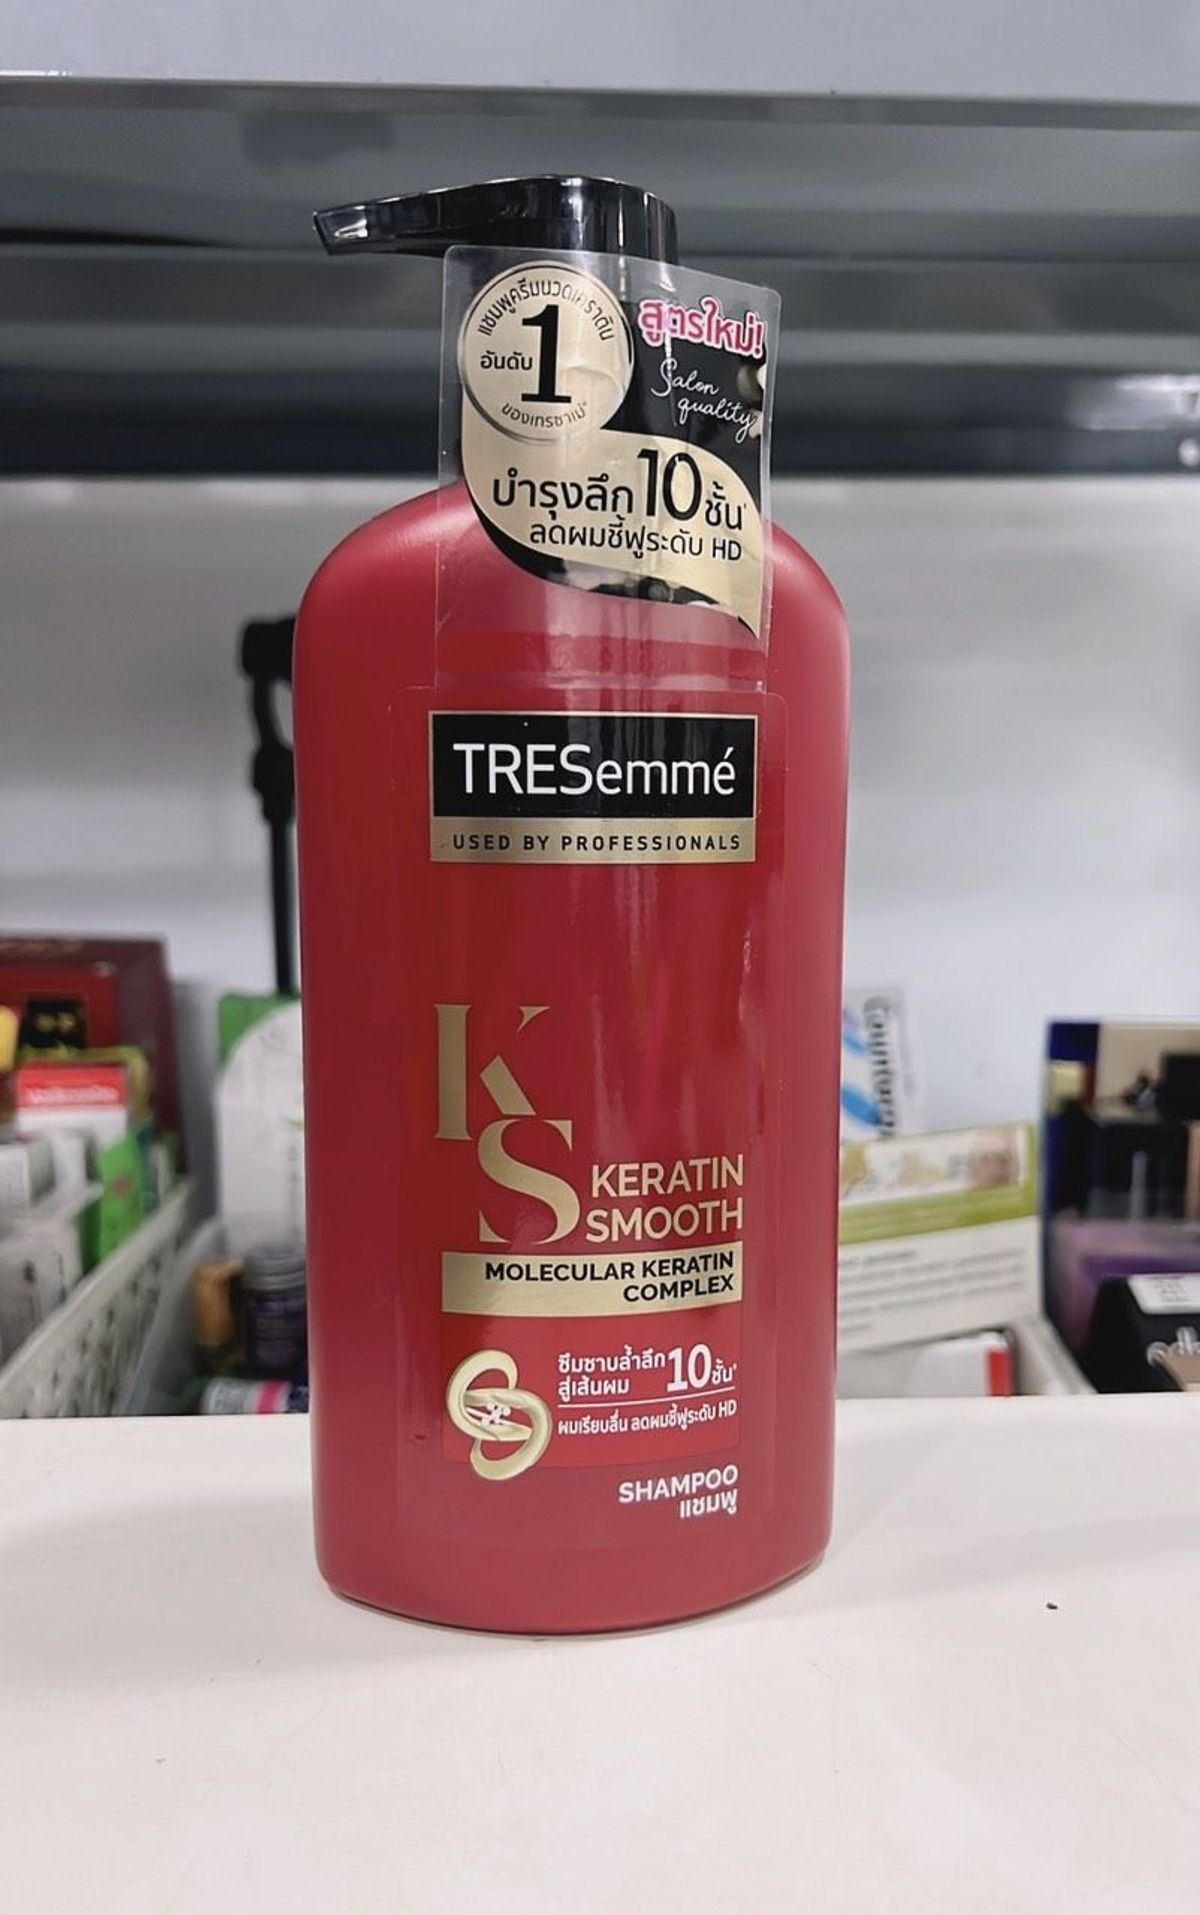 แชมพูครีมนวดเคราติน
อันดับ 1
ของเทรซาเม่*
สูตรใหม่!
Salon
quality
บำรุงลึก 10 ชั้น*
ลดผมชี้ฟูระดับ HD
TRESemmé
USED BY PROFESSIONALS
KS
KERATIN
SMOOTH
MOLECULAR KERATIN
COMPLEX
ซึมซาบล้ำลึก 10 ชั้น*
สู่เส้นผม
ผมเรียบลื่น ลดผมชี้ฟูระดับ HD
SHAMPOO
แชมพู